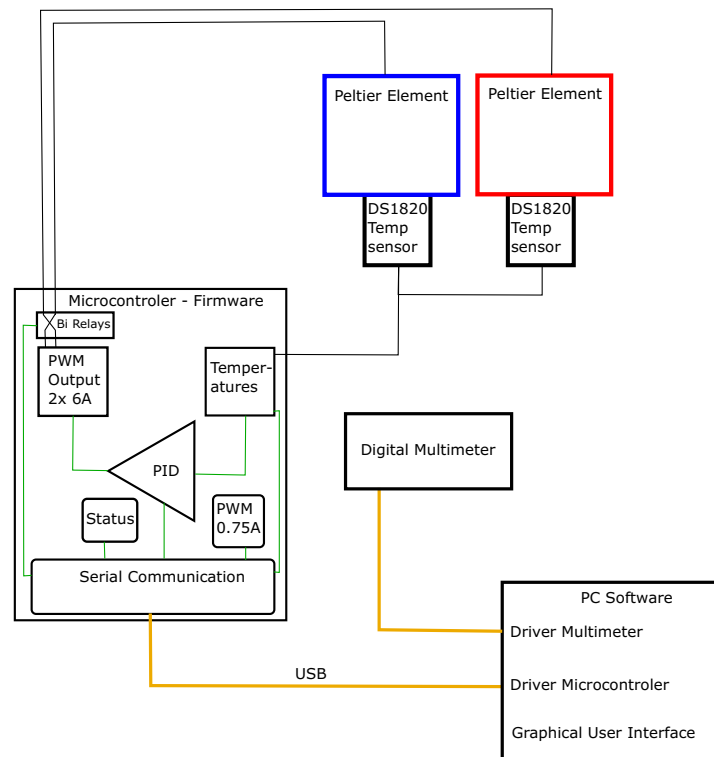 Peltier Element
Peltier Element
DS1820
Temp
sensor
DS1820
Temp
sensor
Microcontroler - Firmware
Bi Relays
PWM
Output
2x 6A
Temper-
atures
PID
Digital Multimeter
Status
PWM
0.75A
Serial Communication
PC Software
Driver Multimeter
USB
Driver Microcontroler
Graphical User Interface